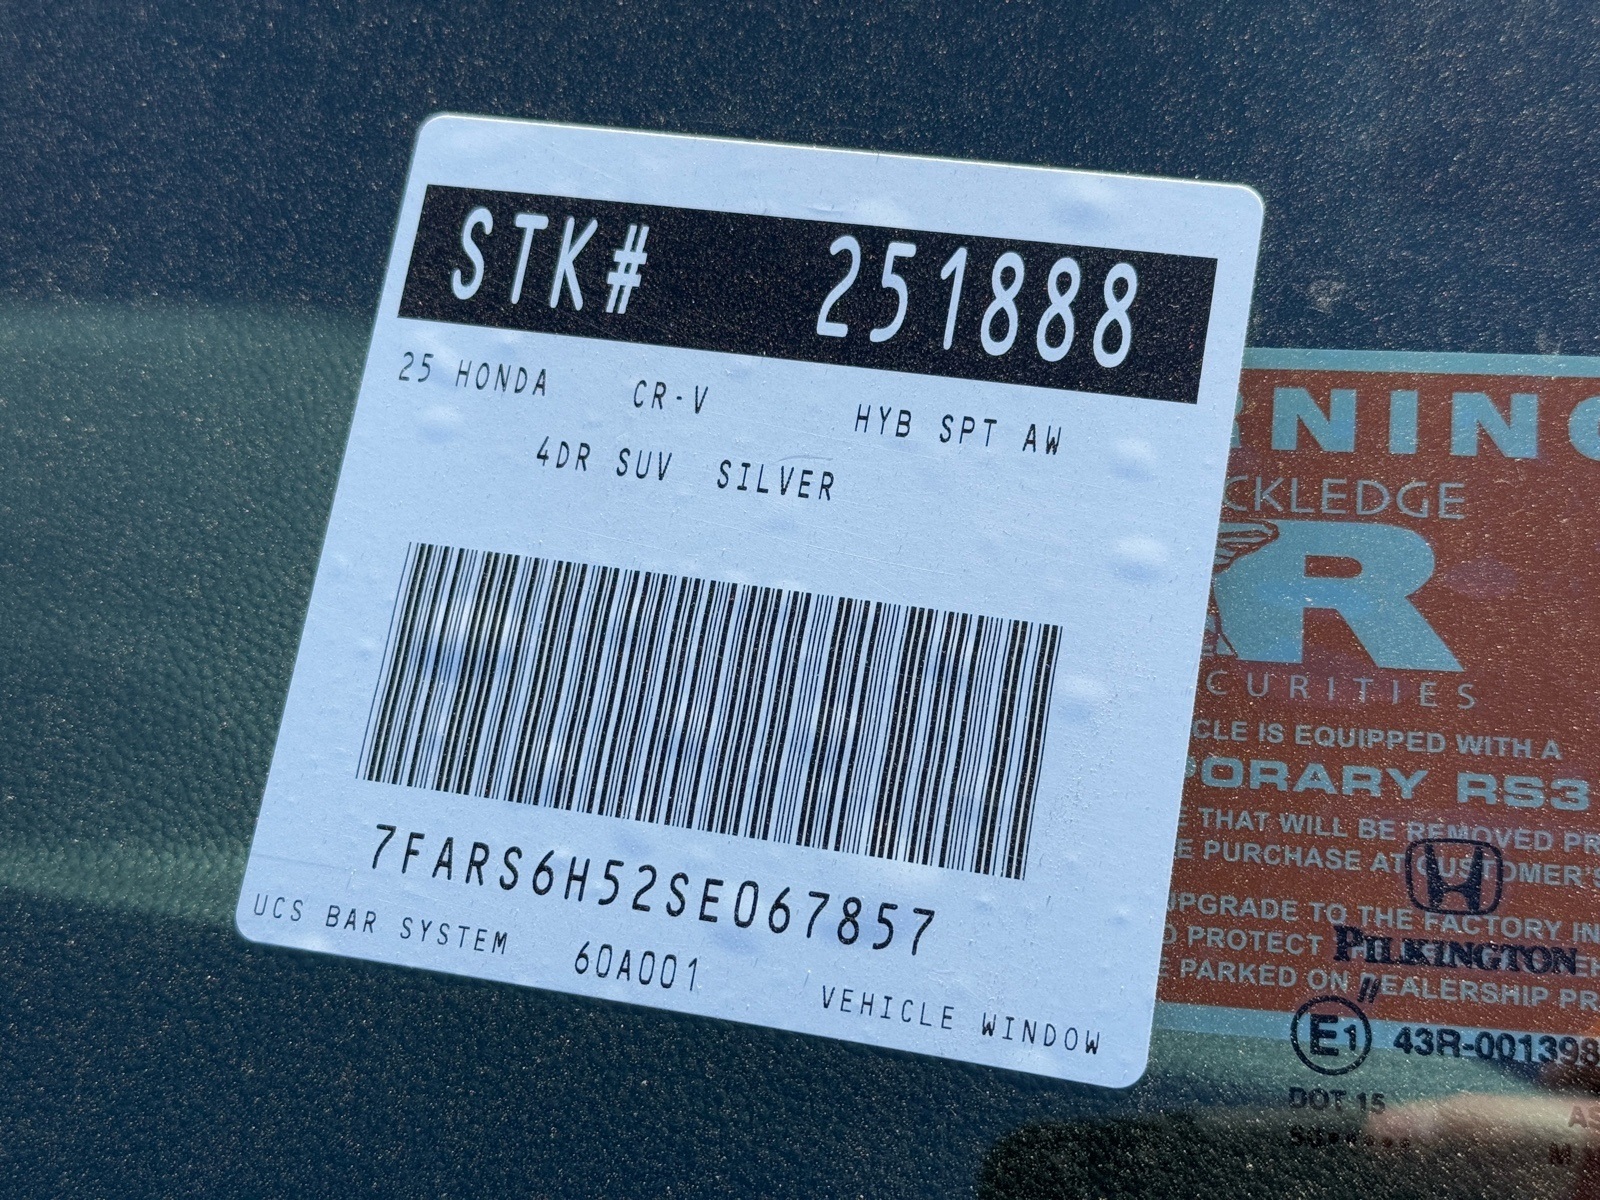 STK# 251888
25 HONDA CR-V HYB SPT AW
4DR SUV SILVER
7FARS6H52SE067857
UCS BAR SYSTEM 60A001 VEHICLE WINDOW
RNING
CKLEDGE
R
CURITIES
CLE IS EQUIPPED WITH A
PORARY RS3
THAT WILL BE REMOVED PR
E PURCHASE AT CUSTOMER'S
UPGRADE TO THE FACTORY IN
PROTECT
PARKED ON DEALERSHIP PR
PILKINGTON
E1 43R-001398
DOT 15
AS
M